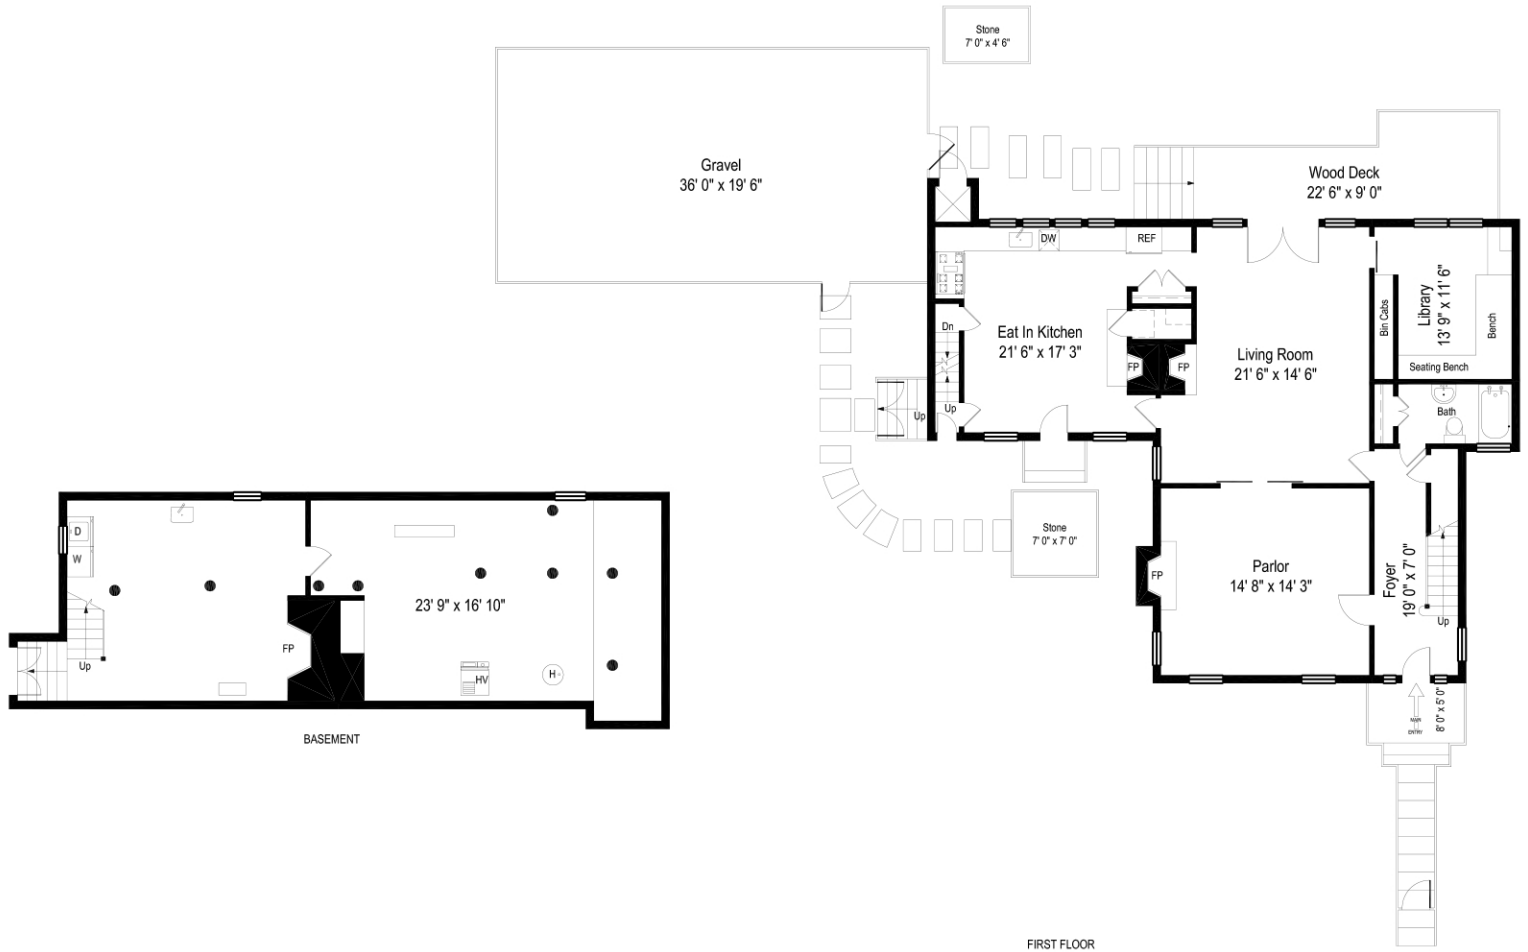 Stone
7' 0" x 4' 6"
Gravel
36' 0" x 19' 6"
Wood Deck
22' 6" x 9' 0"
DW
REF
Library
13' 9" x 11' 6"
Bin Cabs
Bench
Seating Bench
Dn
Eat In Kitchen
21' 6" x 17' 3"
FP
FP
Living Room
21' 6" x 14' 6"
Up
Up
Bath
Stone
7' 0" x 7' 0"
FP
Parlor
14' 8" x 14' 3"
Foyer
19' 0" x 7' 0"
Up
MAIN
ENTRY
8' 0" x 5' 0"
FIRST FLOOR
D
W
Up
FP
23' 9" x 16' 10"
HV
H
BASEMENT